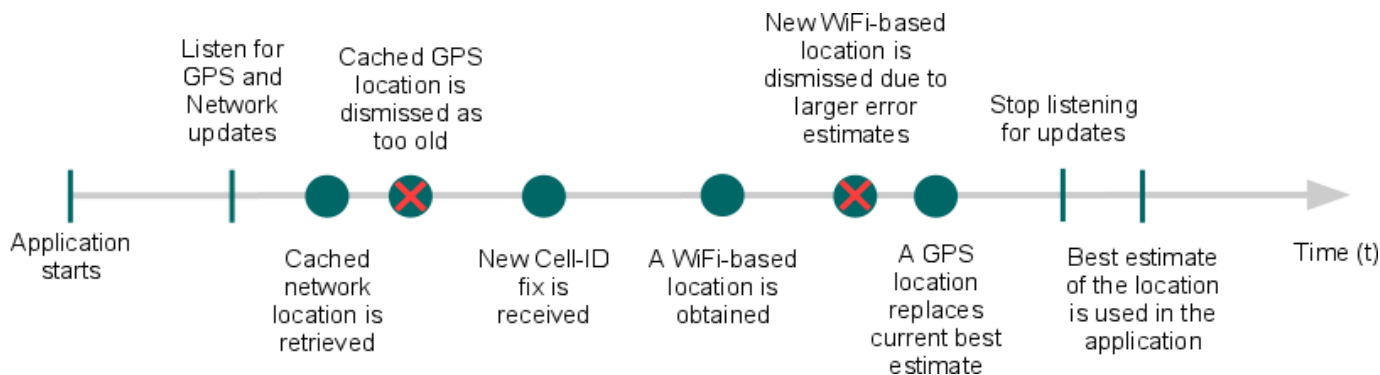 Application
starts
Listen for
GPS and
Network
updates
Cached
network
location is
retrieved
Cached GPS
location is
dismissed as
too old
New Cell-ID
fix is
received
A WiFi-based
location is
obtained
New WiFi-based
location is
dismissed due to
larger error
estimates
A GPS
location
replaces
current best
estimate
Stop listening
for updates
Best estimate
of the location
is used in the
application
Time (t)